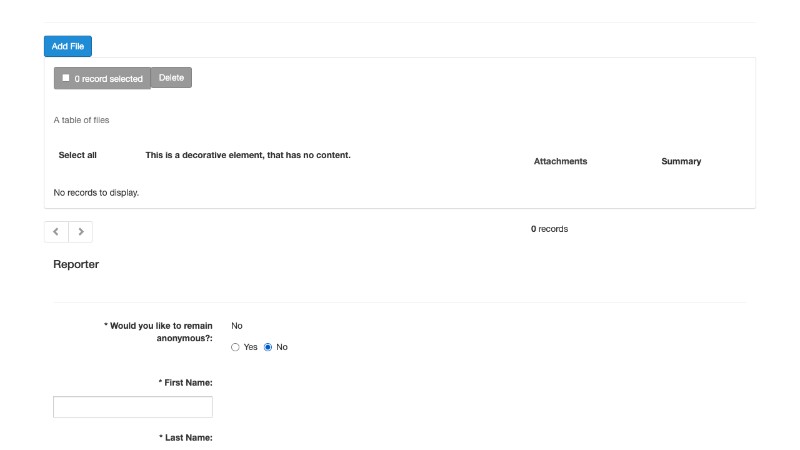 Add File
0 record selected Delete
A table of files
Select all This is a decorative element, that has no content. Attachments Summary
No records to display.
0 records
Reporter
* Would you like to remain anonymous?: No
Yes No
* First Name:
* Last Name: